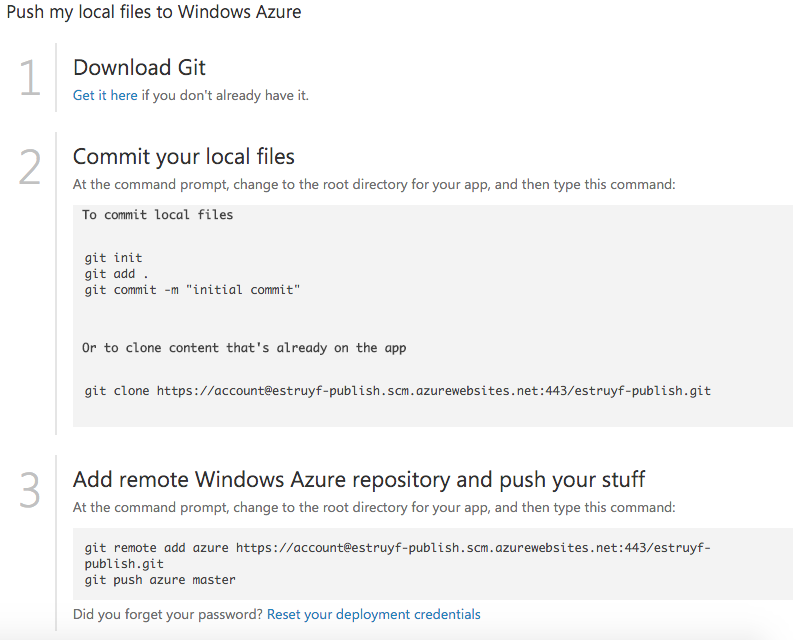 Push my local files to Windows Azure
1
Download Git
Get it here if you don't already have it.
2
Commit your local files
At the command prompt, change to the root directory for your app, and then type this command:
To commit local files
git init
git add .
git commit -m "initial commit"
Or to clone content that's already on the app
git clone https://account@estruyf-publish.scm.azurewebsites.net:443/estruyf-publish.git
3
Add remote Windows Azure repository and push your stuff
At the command prompt, change to the root directory for your app, and then type this command:
git remote add azure https://account@estruyf-publish.scm.azurewebsites.net:443/estruyf-
publish.git
git push azure master
Did you forget your password? Reset your deployment credentials